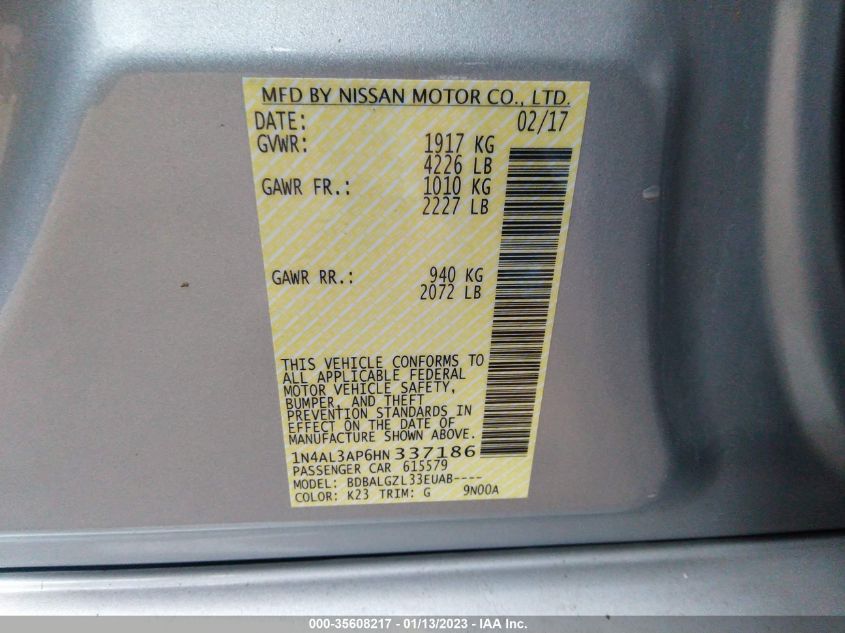 MFD BY NISSAN MOTOR CO., LTD.
DATE: 02/17
GVWR: 1917 KG
4226 LB
GAWR FR.: 1010 KG
2227 LB
GAWR RR.: 940 KG
2072 LB
THIS VEHICLE CONFORMS TO
ALL APPLICABLE FEDERAL
MOTOR VEHICLE SAFETY,
BUMPER, AND THEFT
PREVENTION STANDARDS IN
EFFECT ON THE DATE OF
MANUFACTURE SHOWN ABOVE.
1N4AL3AP6HN 337186
PASSENGER CAR 615579
MODEL: BDBALGZL33EUAB----
COLOR: K23 TRIM: G 9N00A
000-35608217 - 01/13/2023 - IAA Inc.